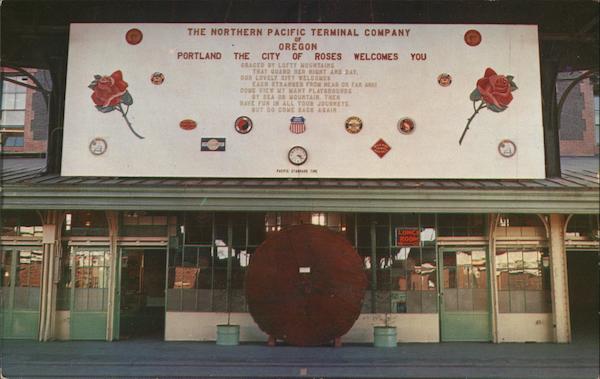 THE NORTHERN PACIFIC TERMINAL COMPANY
OF
OREGON
PORTLAND THE CITY OF ROSES WELCOMES YOU
GRACED BY LOFTY MOUNTAINS
THAT GUARD HER NIGHT AND DAY,
OUR LOVELY CITY WELCOMES
EACH STRANGER FROM NEAR OR FAR AWAY
COME VIEW HER MANY PLAYGROUNDS
BY SEA OR MOUNTAIN, THEN
HAVE FUN IN ALL YOUR JOURNEYS,
BUT DO COME BACK AGAIN.
PACIFIC STANDARD TIME
LUNCH
ROOM